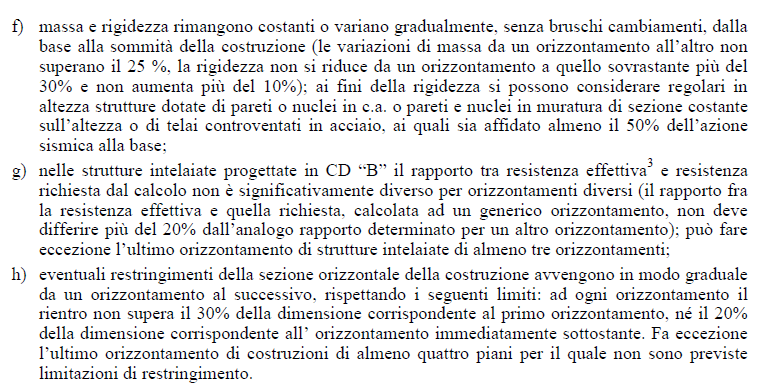 f) massa e rigidezza rimangono costanti o variano gradualmente, senza bruschi cambiamenti, dalla
base alla sommità della costruzione (le variazioni di massa da un orizzontamento all'altro non
superano il 25 %, la rigidezza non si riduce da un orizzontamento a quello sovrastante più del
30% e non aumenta più del 10%); ai fini della rigidezza si possono considerare regolari in
altezza strutture dotate di pareti o nuclei in c.a. o pareti e nuclei in muratura di sezione costante
sull'altezza o di telai controventati in acciaio, ai quali sia affidato almeno il 50% dell'azione
sismica alla base;
g) nelle strutture intelaiate progettate in CD "B" il rapporto tra resistenza effettiva³ e resistenza
richiesta dal calcolo non è significativamente diverso per orizzontamenti diversi (il rapporto fra
la resistenza effettiva e quella richiesta, calcolata ad un generico orizzontamento, non deve
differire più del 20% dall'analogo rapporto determinato per un altro orizzontamento); può fare
eccezione l'ultimo orizzontamento di strutture intelaiate di almeno tre orizzontamenti;
h) eventuali restringimenti della sezione orizzontale della costruzione avvengono in modo graduale
da un orizzontamento al successivo, rispettando i seguenti limiti: ad ogni orizzontamento il
rientro non supera il 30% della dimensione corrispondente al primo orizzontamento, né il 20%
della dimensione corrispondente all' orizzontamento immediatamente sottostante. Fa eccezione
l'ultimo orizzontamento di costruzioni di almeno quattro piani per il quale non sono previste
limitazioni di restringimento.